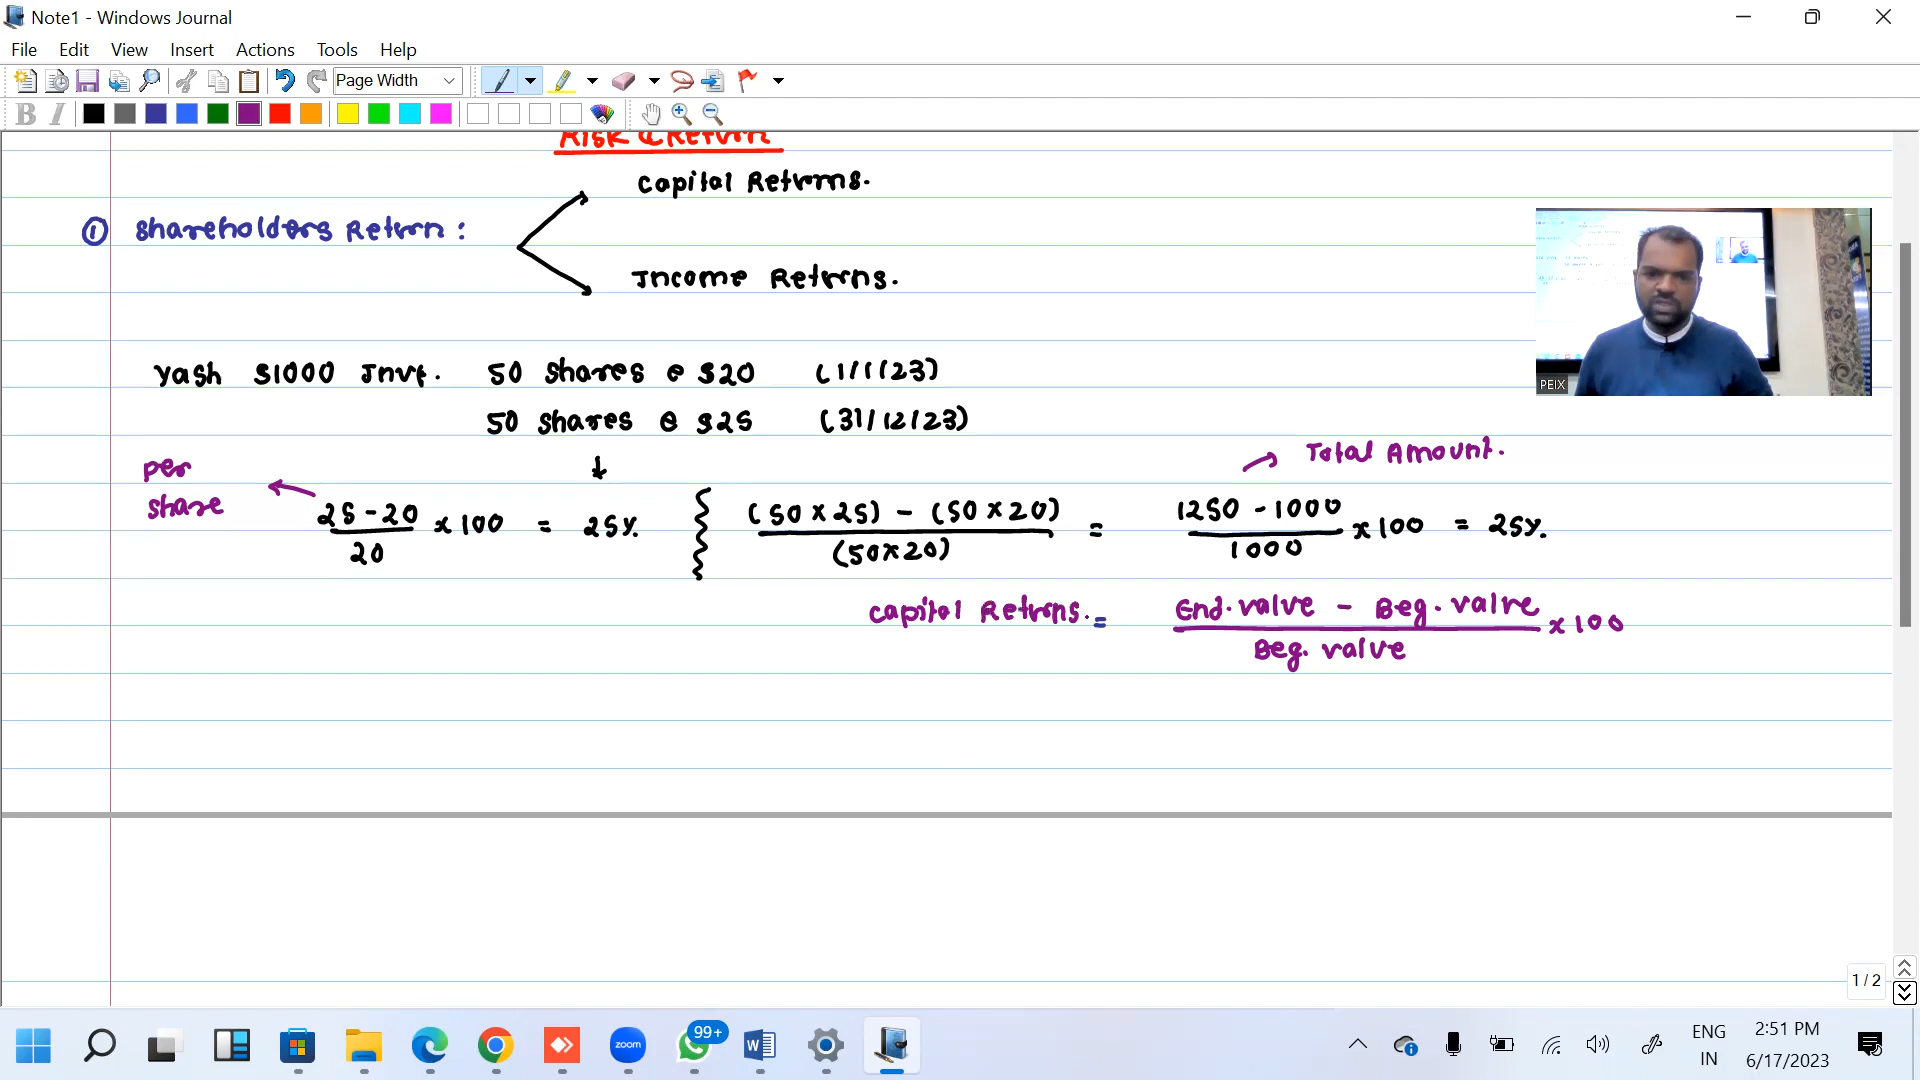 Note1 - Windows Journal
File Edit View Insert Actions Tools Help
Page Width
B I
Risk & Return
Capital Returns.
① Shareholders Return:
Income Returns.
Yash $1000 Invt. 50 shares @ $20 (1/1/23)
50 shares @ $25 (31/12/23)
Total Amount.
Per
share
25-20 / 20 x 100 = 25%.
(50 x 25) - (50 x 20) / (50x20) = 1250 - 1000 / 1000 x 100 = 25%.
Capital Returns. = End. value - Beg. value / Beg. value x 100
PEIX
1 / 2
99+
zoom
ENG
IN
2:51 PM
6/17/2023